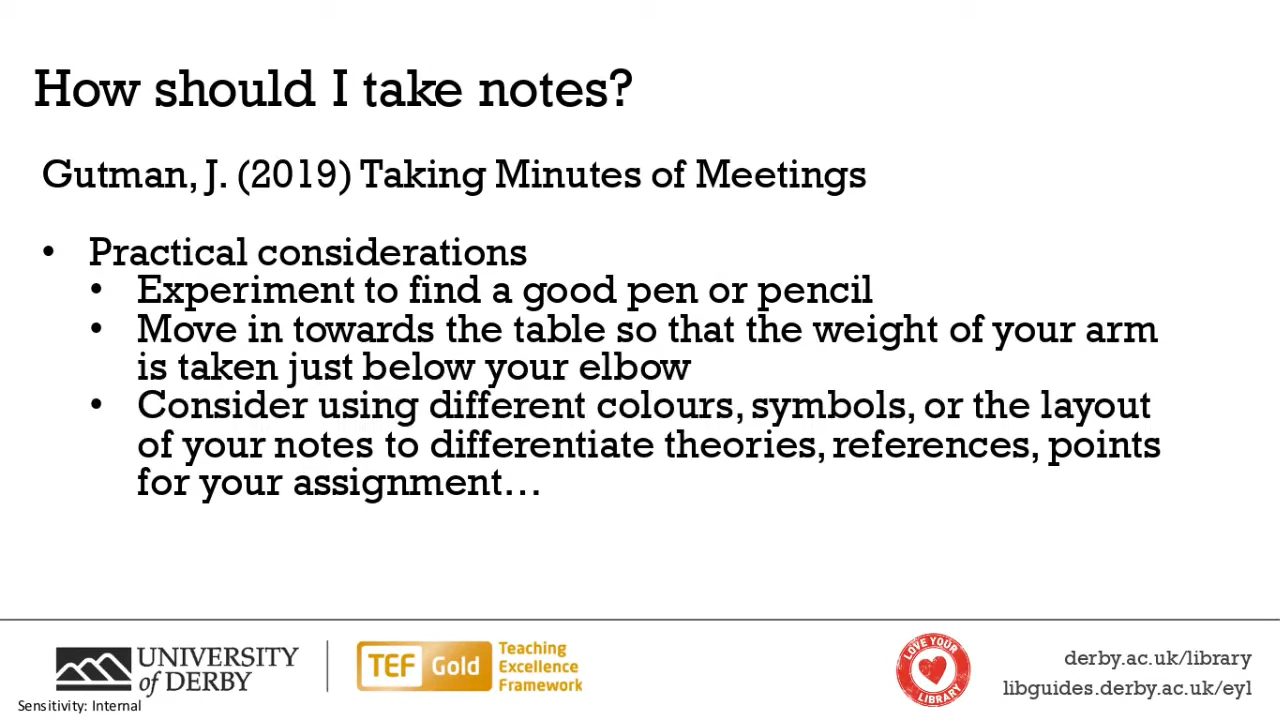 How should I take notes?
Gutman, J. (2019) Taking Minutes of Meetings
• Practical considerations
• Experiment to find a good pen or pencil
• Move in towards the table so that the weight of your arm
is taken just below your elbow
• Consider using different colours, symbols, or the layout
of your notes to differentiate theories, references, points
for your assignment…
UNIVERSITY
of DERBY
TEF Gold
Teaching
Excellence
Framework
LOVE YOUR
LIBRARY
derby.ac.uk/library
libguides.derby.ac.uk/eyl
Sensitivity: Internal